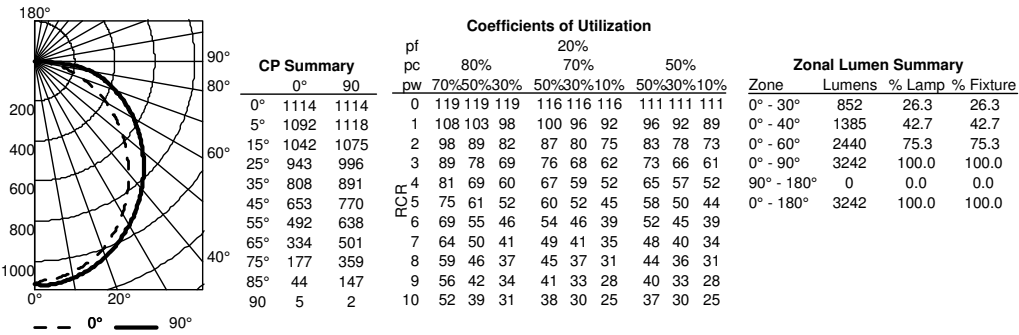 180°
90°
80°
60°
40°
200
400
600
800
1000
0° 20°
0° 90°
CP Summary
0° 90
0° 1114 1114
5° 1092 1118
15° 1042 1075
25° 943 996
35° 808 891
45° 653 770
55° 492 638
65° 334 501
75° 177 359
85° 44 147
90 5 2
Coefficients of Utilization
pf 20%
pc 80% 70% 50%
pw 70%50%30% 50%30%10% 50%30%10%
RCR
0 119 119 119 116 116 116 111 111 111
1 108 103 98 100 96 92 96 92 89
2 98 89 82 87 80 75 83 78 73
3 89 78 69 76 68 62 73 66 61
4 81 69 60 67 59 52 65 57 52
5 75 61 52 60 52 45 58 50 44
6 69 55 46 54 46 39 52 45 39
7 64 50 41 49 41 35 48 40 34
8 59 46 37 45 37 31 44 36 31
9 56 42 34 41 33 28 40 33 28
10 52 39 31 38 30 25 37 30 25
Zonal Lumen Summary
Zone Lumens % Lamp % Fixture
0° - 30° 852 26.3 26.3
0° - 40° 1385 42.7 42.7
0° - 60° 2440 75.3 75.3
0° - 90° 3242 100.0 100.0
90° - 180° 0 0.0 0.0
0° - 180° 3242 100.0 100.0